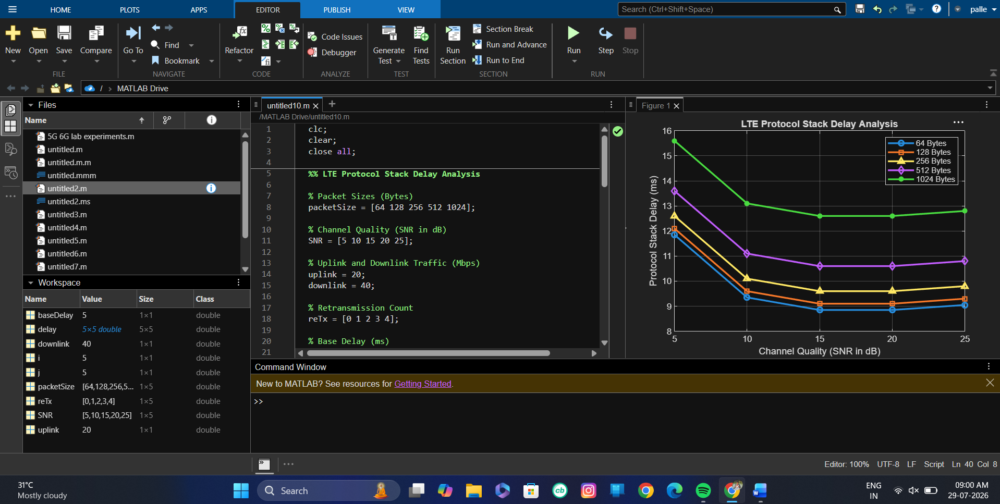 HOME PLOTS APPS EDITOR PUBLISH VIEW Search (Ctrl+Shift+Space) palle
New Open Save Compare
FILE
Go To Find Bookmark
NAVIGATE
Refactor
CODE
Code Issues
Debugger
ANALYZE
Generate Test Find Tests
TEST
Run Section
Section Break
Run and Advance
Run to End
SECTION
Run Step Stop
RUN
/ › MATLAB Drive
Files
Name
5G 6G lab experiments.m
untitled.m
untitled.m.m
untitled.mmm
untitled2.m
untitled2.ms
untitled3.m
untitled4.m
untitled5.m
untitled6.m
untitled7.m
Workspace
Name Value Size Class
baseDelay 5 1×1 double
delay 5×5 double 5×5 double
downlink 40 1×1 double
i 5 1×1 double
j 5 1×1 double
packetSize [64,128,256,5... 1×5 double
reTx [0,1,2,3,4] 1×5 double
SNR [5,10,15,20,25] 1×5 double
uplink 20 1×1 double
untitled10.m
/MATLAB Drive/untitled10.m
1 clc;
2 clear;
3 close all;
4
5 %% LTE Protocol Stack Delay Analysis
6
7 % Packet Sizes (Bytes)
8 packetSize = [64 128 256 512 1024];
9
10 % Channel Quality (SNR in dB)
11 SNR = [5 10 15 20 25];
12
13 % Uplink and Downlink Traffic (Mbps)
14 uplink = 20;
15 downlink = 40;
16
17 % Retransmission Count
18 reTx = [0 1 2 3 4];
19
20 % Base Delay (ms)
21
Figure 1
LTE Protocol Stack Delay Analysis
64 Bytes
128 Bytes
256 Bytes
512 Bytes
1024 Bytes
Protocol Stack Delay (ms)
16
15
14
13
12
11
10
9
8
5 10 15 20 25
Channel Quality (SNR in dB)
Command Window
New to MATLAB? See resources for Getting Started.
>>
Editor: 100% UTF-8 LF Script Ln 40 Col 8
31°C
Mostly cloudy
Search
ENG
IN
09:00 AM
29-07-2026